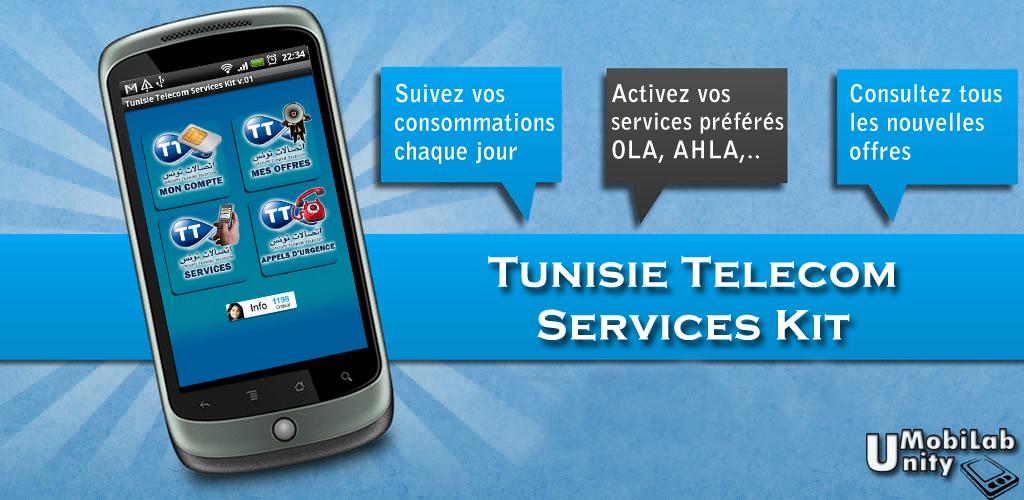 22:34
Tunisie Telecom Services Kit v.01
TT
اتصالات تونس
MON COMPTE
TT
اتصالات تونس
MES OFFRES
TT
اتصالات تونس
SERVICES
TT
اتصالات تونس
APPELS D'URGENCE
Info 1198
Suivez vos
consommations
chaque jour
Activez vos
services préférés
OLA, AHLA,..
Consultez tous
les nouvelles
offres
TUNISIE TELECOM
SERVICES KIT
MobiLab
Unity